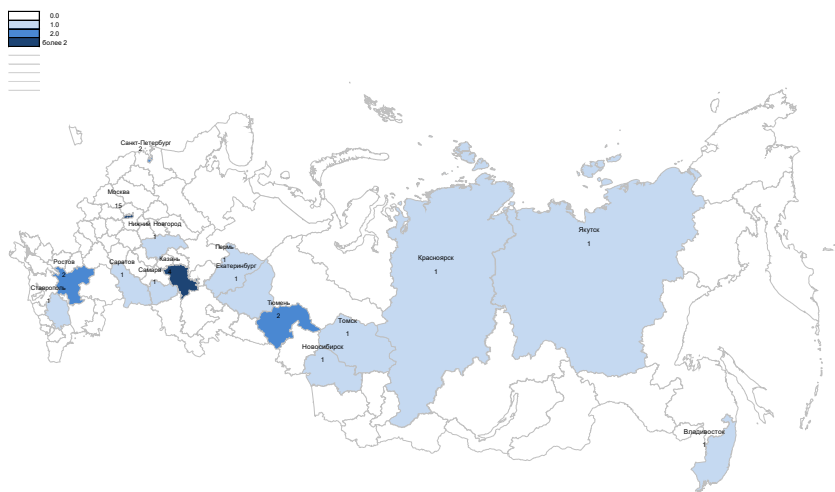 0.0
1.0
2.0
более 2
Санкт-Петербург
2
Москва
15
Нижний Новгород
1
Пермь
1
Казань
Екатеринбург
1
Ростов
2
Саратов
1
Самара
1
Ставрополь
1
Тюмень
2
Томск
1
Новосибирск
1
Красноярск
1
Якутск
1
Владивосток
1